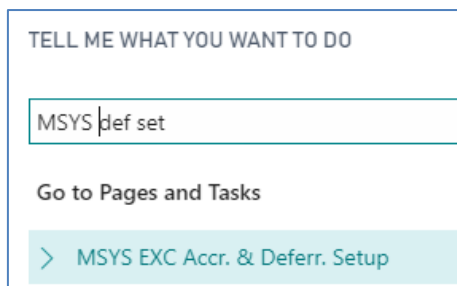 TELL ME WHAT YOU WANT TO DO
MSYS def set
Go to Pages and Tasks
MSYS EXC Accr. & Deferr. Setup